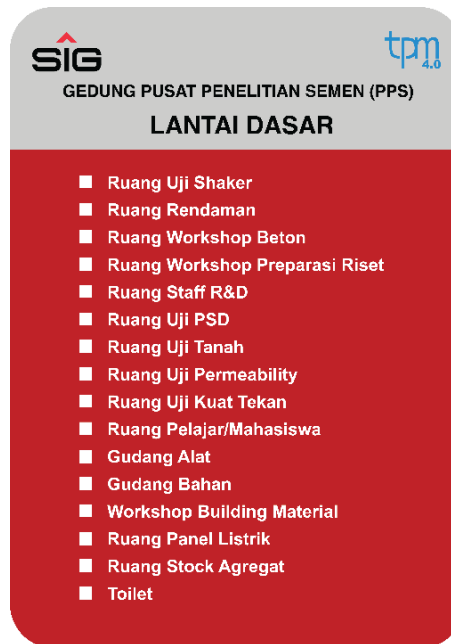 SIG
tpm
4.0
GEDUNG PUSAT PENELITIAN SEMEN (PPS)
LANTAI DASAR
Ruang Uji Shaker
Ruang Rendaman
Ruang Workshop Beton
Ruang Workshop Preparasi Riset
Ruang Staff R&D
Ruang Uji PSD
Ruang Uji Tanah
Ruang Uji Permeability
Ruang Uji Kuat Tekan
Ruang Pelajar/Mahasiswa
Gudang Alat
Gudang Bahan
Workshop Building Material
Ruang Panel Listrik
Ruang Stock Agregat
Toilet